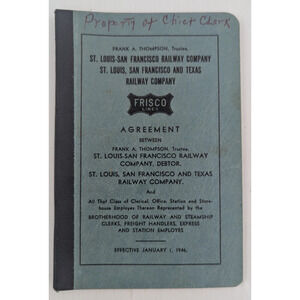 Property of Chief Clerk
FRANK A. THOMPSON, Trustee,
ST. LOUIS-SAN FRANCISCO RAILWAY COMPANY
ST. LOUIS, SAN FRANCISCO AND TEXAS
RAILWAY COMPANY
FRISCO
LINES
AGREEMENT
BETWEEN
FRANK A. THOMPSON, Trustee,
ST. LOUIS-SAN FRANCISCO RAILWAY
COMPANY, DEBTOR.
ST. LOUIS, SAN FRANCISCO AND TEXAS
RAILWAY COMPANY.
And
All That Class of Clerical, Office, Station and Store-
house Employes Thereon Represented by the
BROTHERHOOD OF RAILWAY AND STEAMSHIP
CLERKS, FREIGHT HANDLERS, EXPRESS
AND STATION EMPLOYES
EFFECTIVE JANUARY 1, 1946.